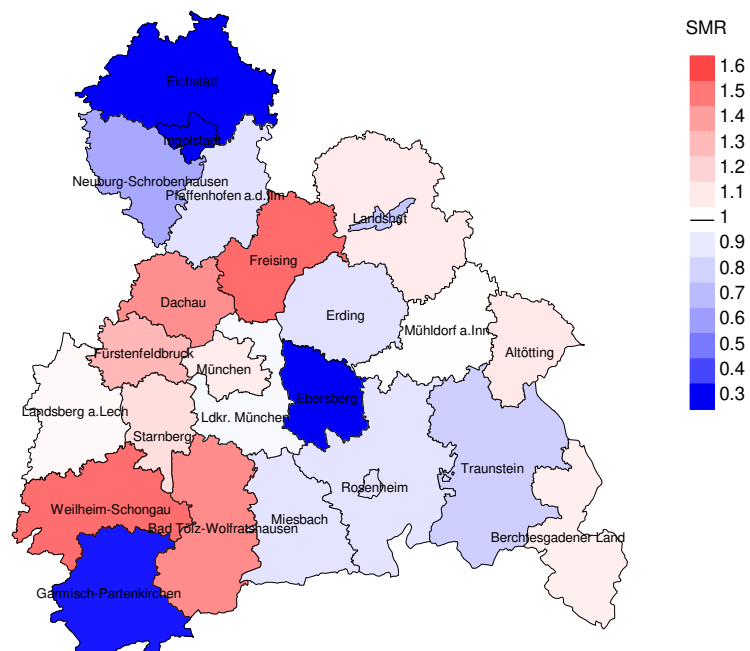 SMR
1.6
1.5
1.4
1.3
1.2
1.1
1
0.9
0.8
0.7
0.6
0.5
0.4
0.3
Eichstätt
Ingolstadt
Neuburg-Schrobenhausen
Pfaffenhofen a.d.Ilm
Landshut
Freising
Dachau
Erding
Mühldorf a.Inn
Altötting
Fürstenfeldbruck
München
Ebersberg
Landsberg a.Lech
Ldkr. München
Starnberg
Traunstein
Rosenheim
Weilheim-Schongau
Miesbach
Bad Tölz-Wolfratshausen
Berchtesgadener Land
Garmisch-Partenkirchen